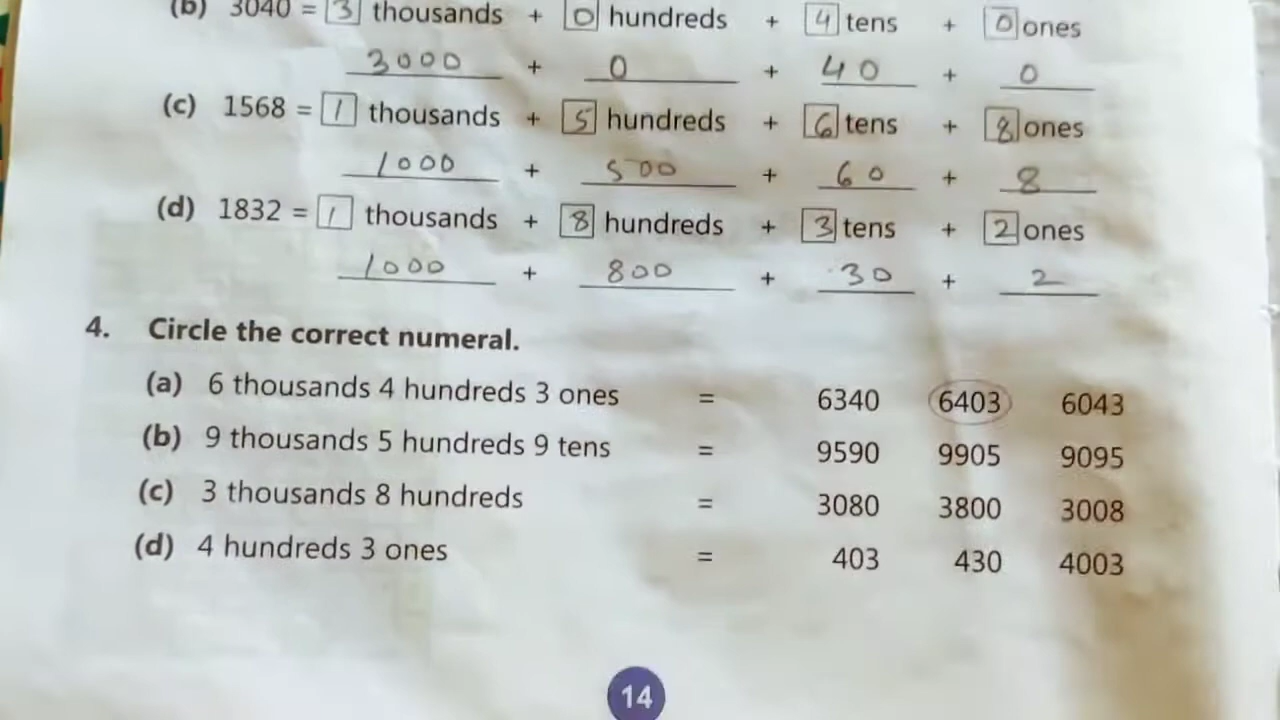 (b) 3040 = 3 thousands + 0 hundreds + 4 tens + 0 ones
3000 + 0 + 40 + 0
(c) 1568 = 1 thousands + 5 hundreds + 6 tens + 8 ones
1000 + 500 + 60 + 8
(d) 1832 = 1 thousands + 8 hundreds + 3 tens + 2 ones
1000 + 800 + 30 + 2
4. Circle the correct numeral.
(a) 6 thousands 4 hundreds 3 ones = 6340 6403 6043
(b) 9 thousands 5 hundreds 9 tens = 9590 9905 9095
(c) 3 thousands 8 hundreds = 3080 3800 3008
(d) 4 hundreds 3 ones = 403 430 4003
14